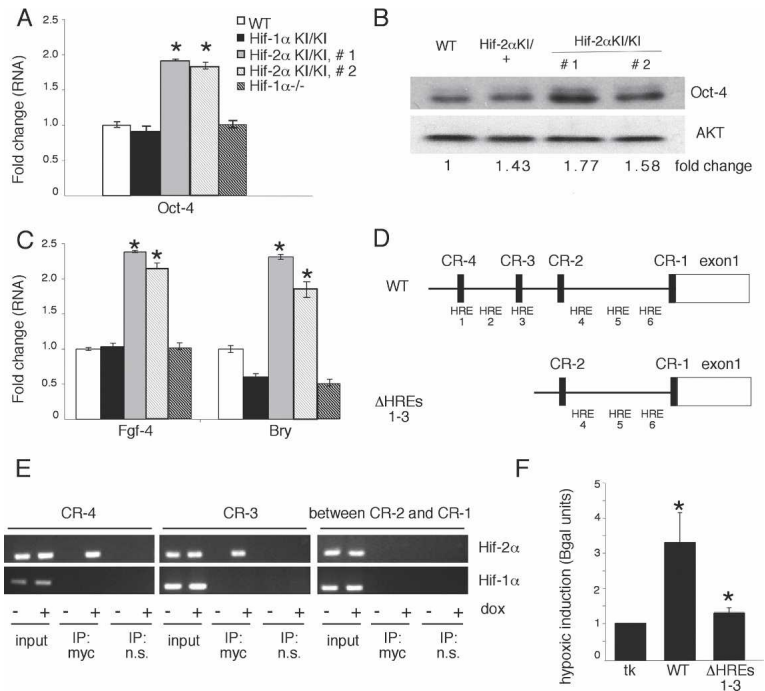 A
Fold change (RNA)
2.5
2.0
1.5
1.0
0.5
0
* *
WT
Hif-1α KI/KI
Hif-2α KI/KI, # 1
Hif-2α KI/KI, # 2
Hif-1α-/-
Oct-4
B
WT
Hif-2αKI/
+
Hif-2αKI/KI
# 1 # 2
Oct-4
AKT
1 1.43 1.77 1.58 fold change
C
Fold change (RNA)
2.5
2.0
1.5
1.0
0.5
0
* * * *
Fgf-4 Bry
D
CR-4 CR-3 CR-2 CR-1 exon1
WT
HRE HRE HRE HRE HRE HRE
1 2 3 4 5 6
CR-2 CR-1 exon1
ΔHREs
1-3
HRE HRE HRE
4 5 6
E
CR-4 CR-3 between CR-2 and CR-1
Hif-2α
Hif-1α
- + - + - + - + - + - + - + - + - + dox
input IP: IP: input IP: IP: input IP: IP:
myc n.s. myc n.s. myc n.s.
F
hypoxic induction (Bgal units)
5
4
3
2
1
1
0
* *
tk WT ΔHREs
1-3